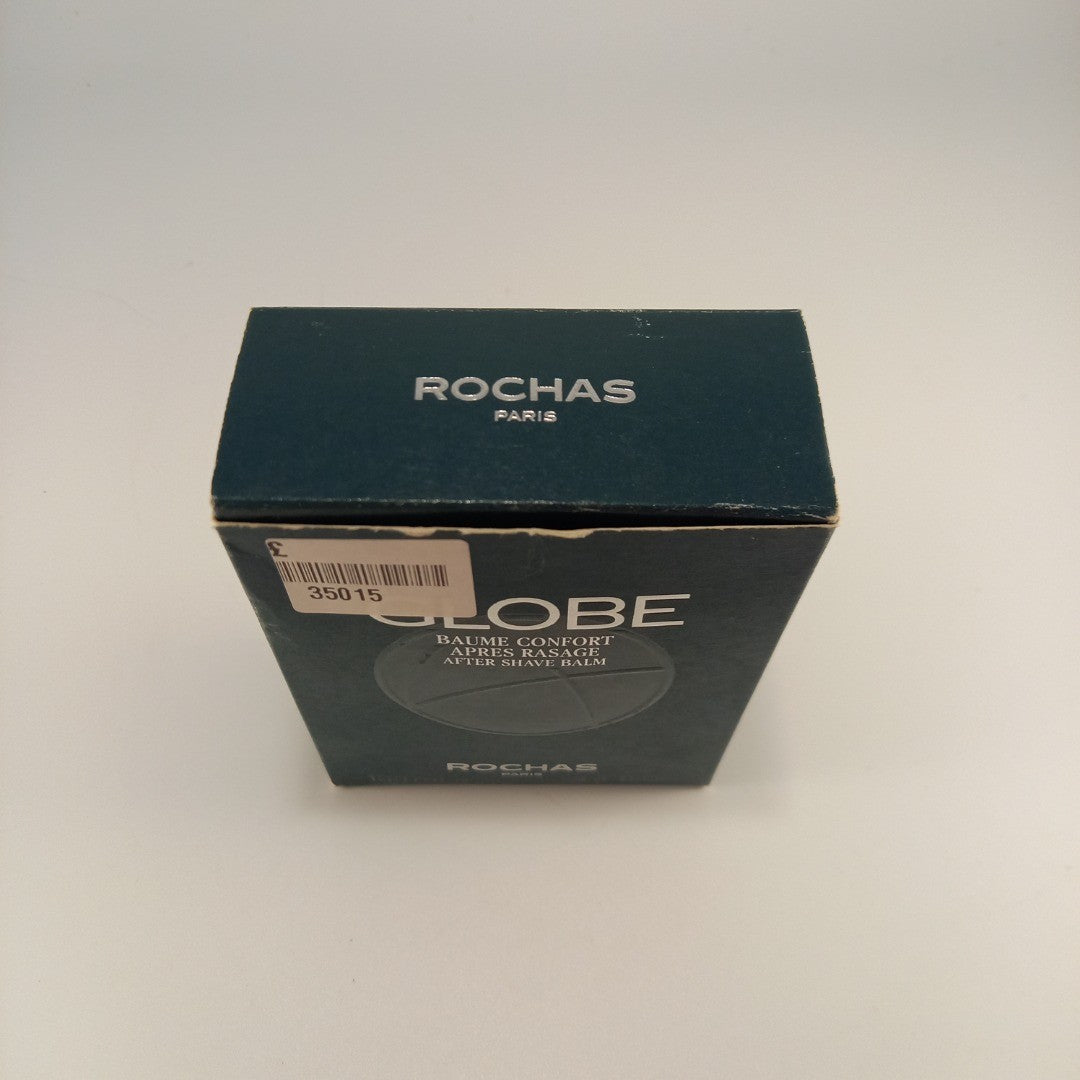 ROCHAS
PARIS
£
35015
GLOBE
BAUME CONFORT
APRES RASAGE
AFTER SHAVE BALM
ROCHAS
PARIS